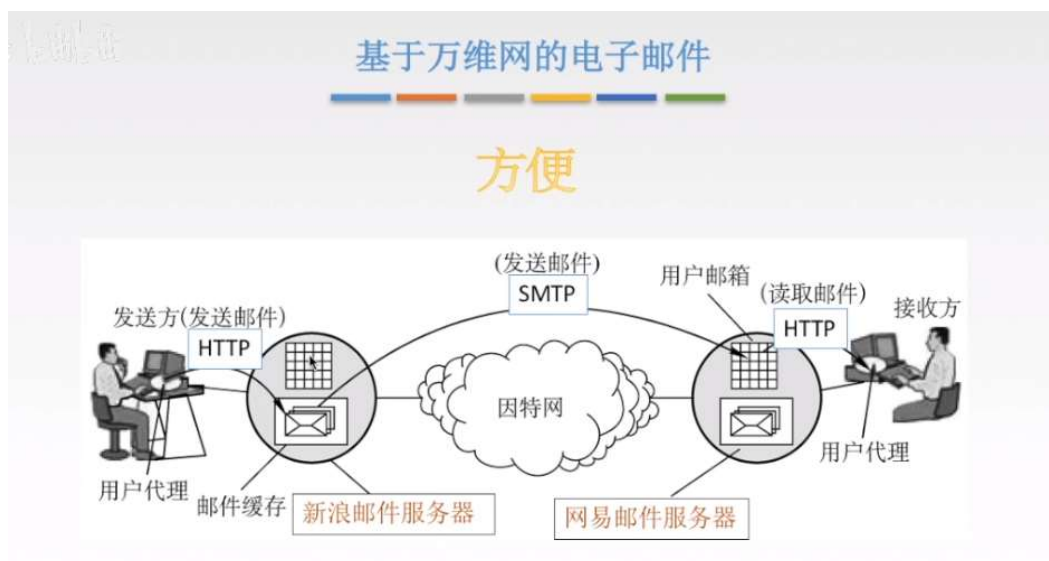 基于万维网的电子邮件
方便
(发送邮件)
SMTP
用户邮箱
(读取邮件)
HTTP
接收方
发送方(发送邮件)
HTTP
因特网
用户代理
用户代理
邮件缓存
新浪邮件服务器
网易邮件服务器